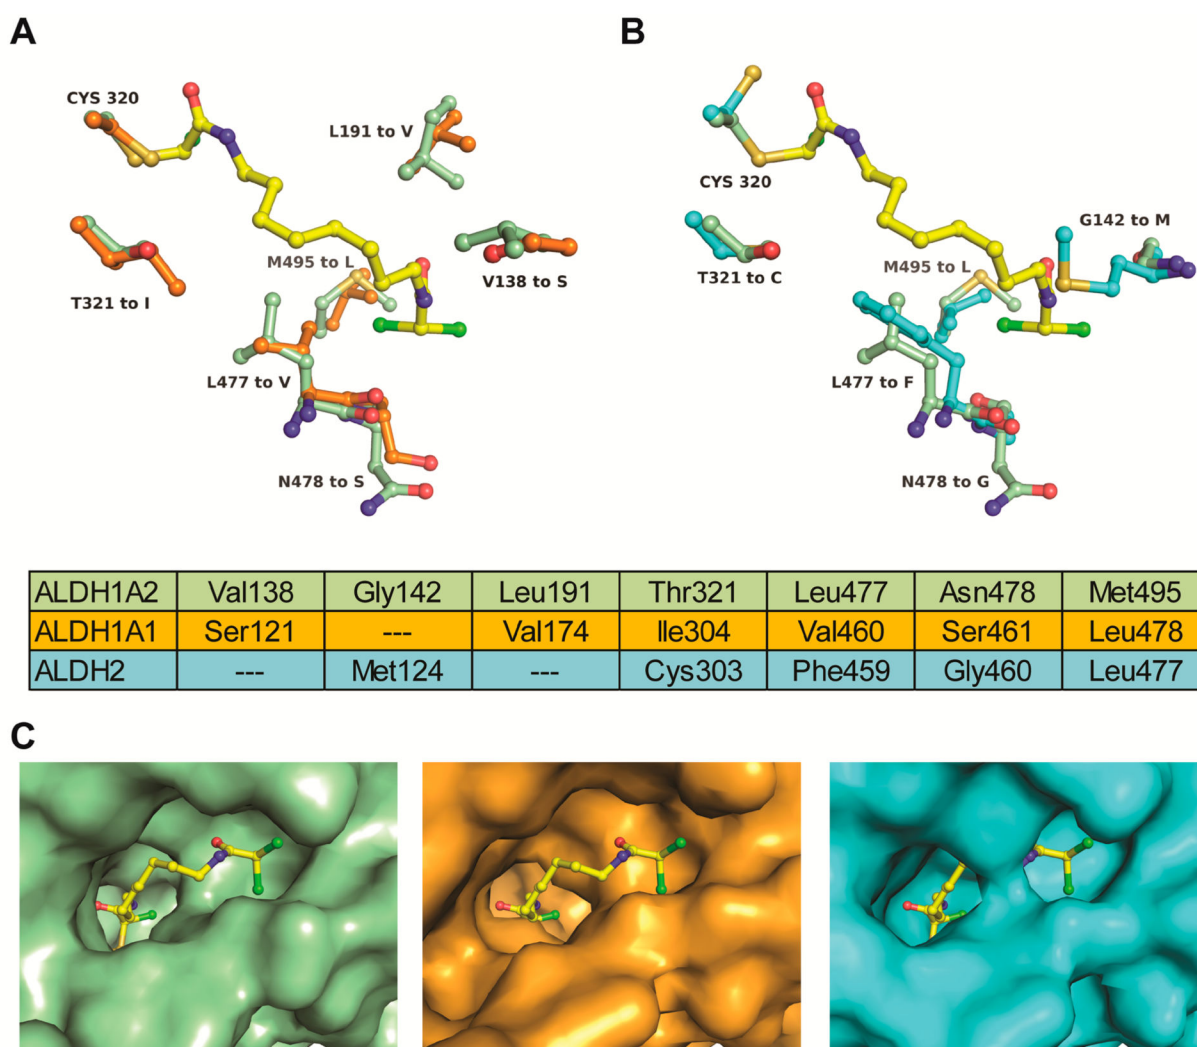 A
B
CYS 320
L191 to V
CYS 320
G142 to M
T321 to I
M495 to L
V138 to S
T321 to C
M495 to L
L477 to V
L477 to F
N478 to S
N478 to G
ALDH1A2 Val138 Gly142 Leu191 Thr321 Leu477 Asn478 Met495
ALDH1A1 Ser121 --- Val174 Ile304 Val460 Ser461 Leu478
ALDH2 --- Met124 --- Cys303 Phe459 Gly460 Leu477
C